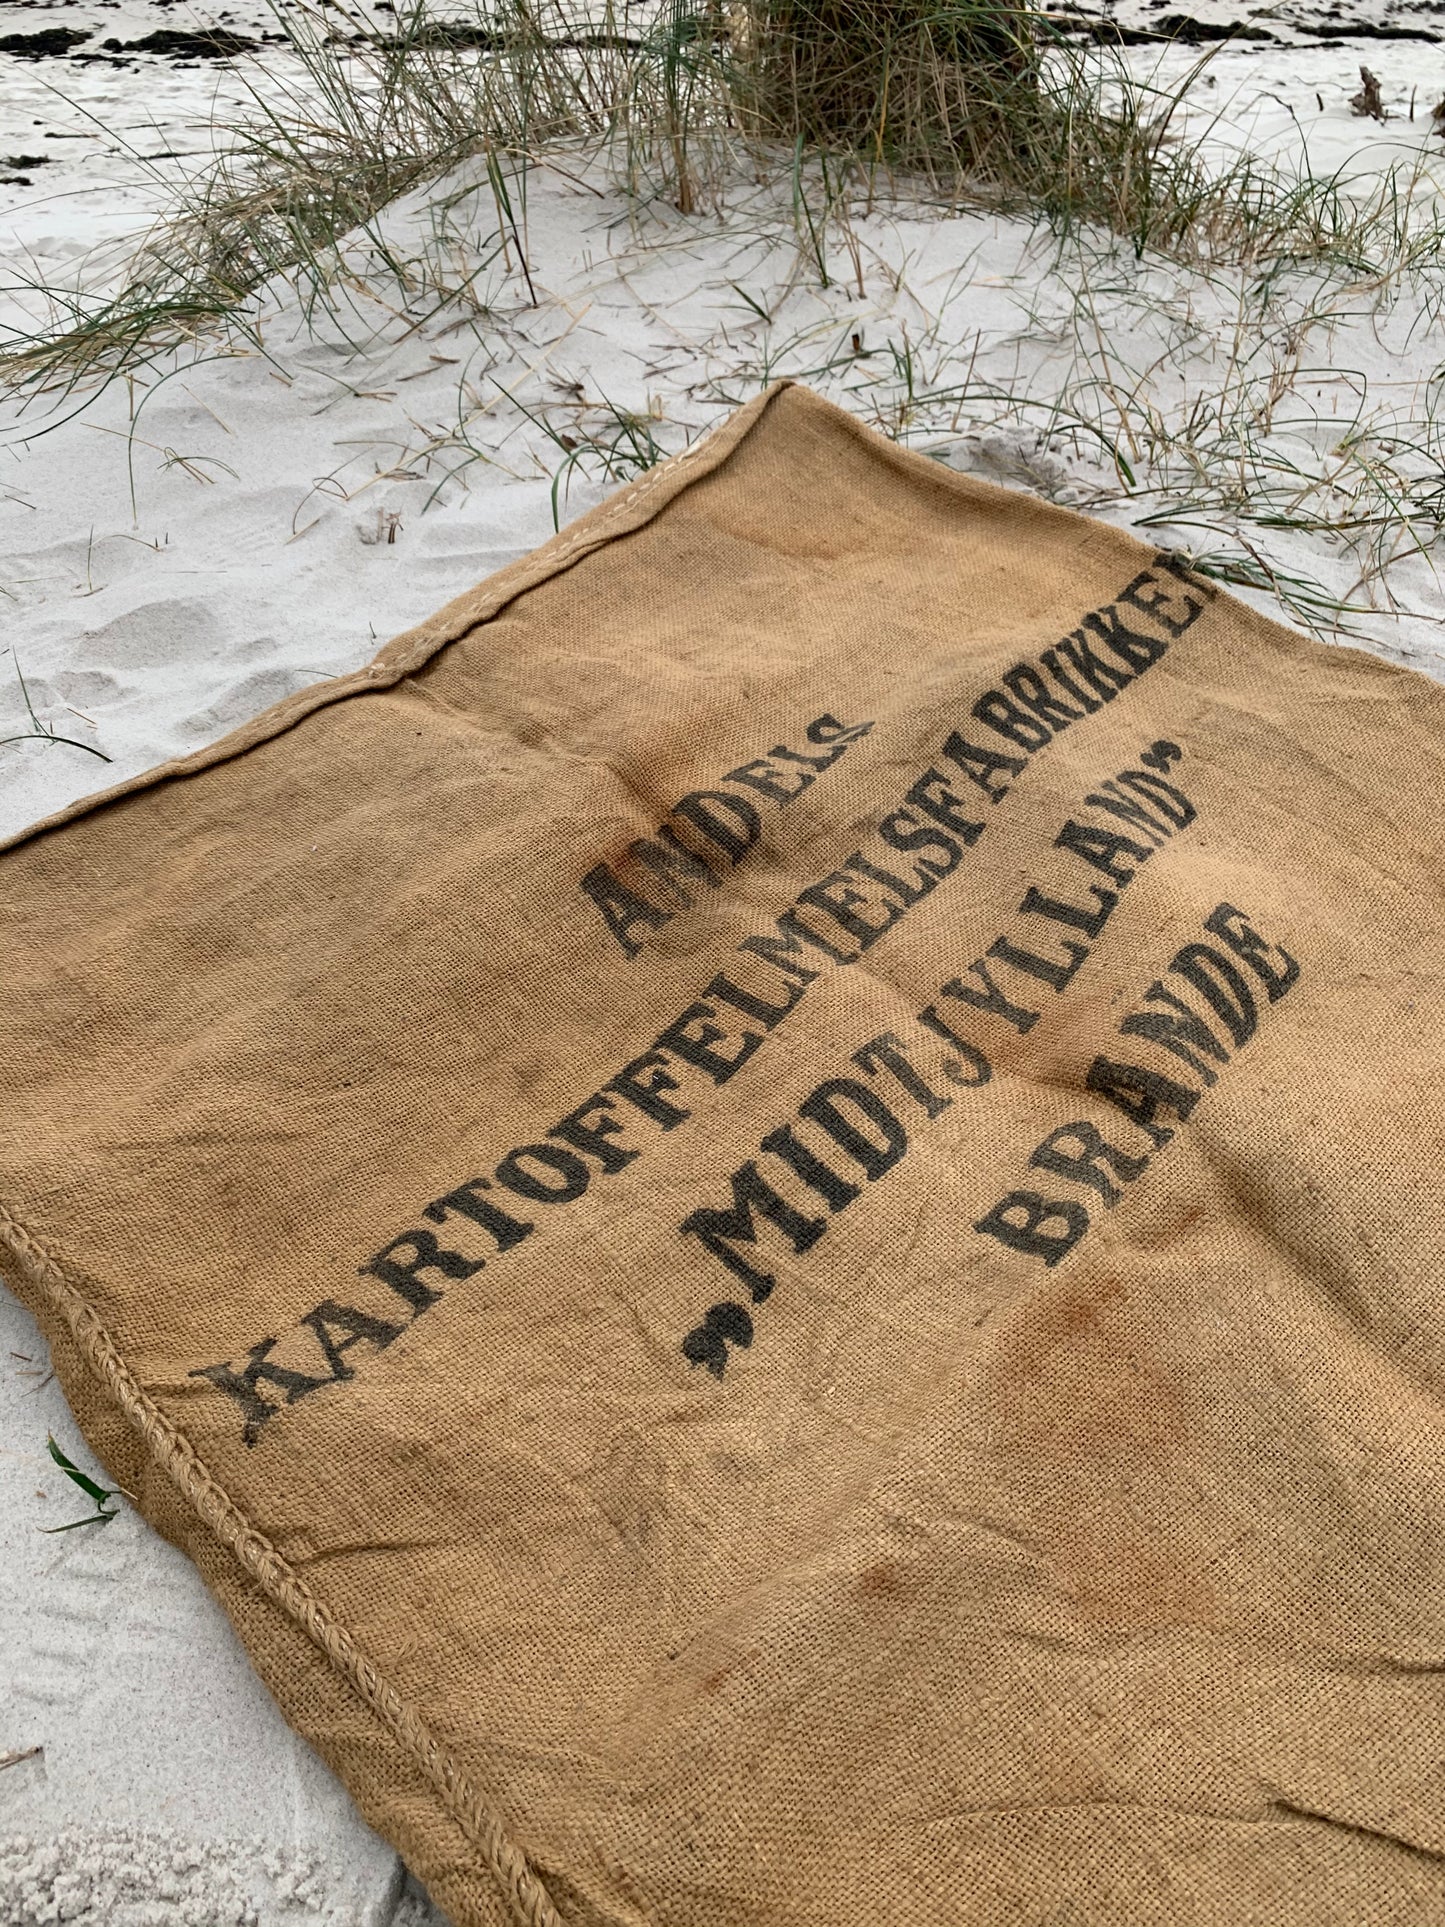 ANDELS
KARTOFFELMELSFABRIKKEN
„MIDTJYLLAND“
BRANDE